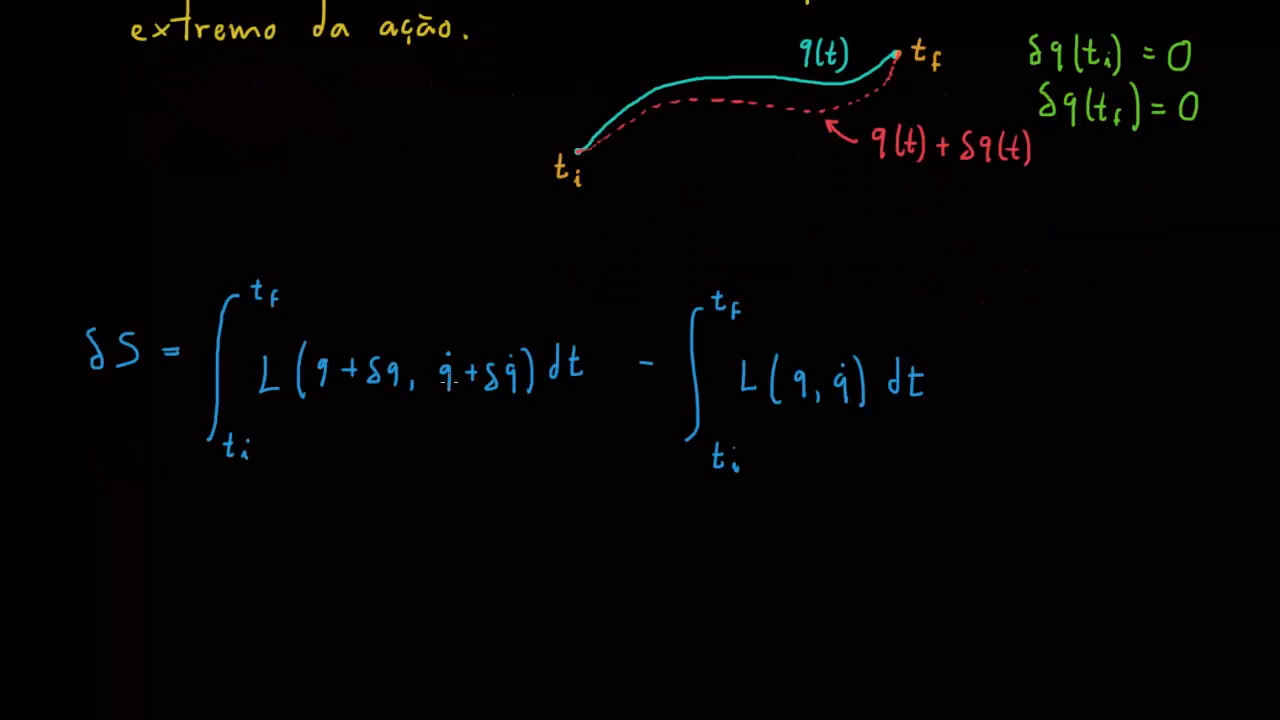 extremo da ação.
q(t)
t_f
δq(t_i) = 0
δq(t_f) = 0
q(t) + δq(t)
t_i
δS = ∫_{t_i}^{t_f} L(q+δq, q̇+δq̇) dt - ∫_{t_i}^{t_f} L(q, q̇) dt